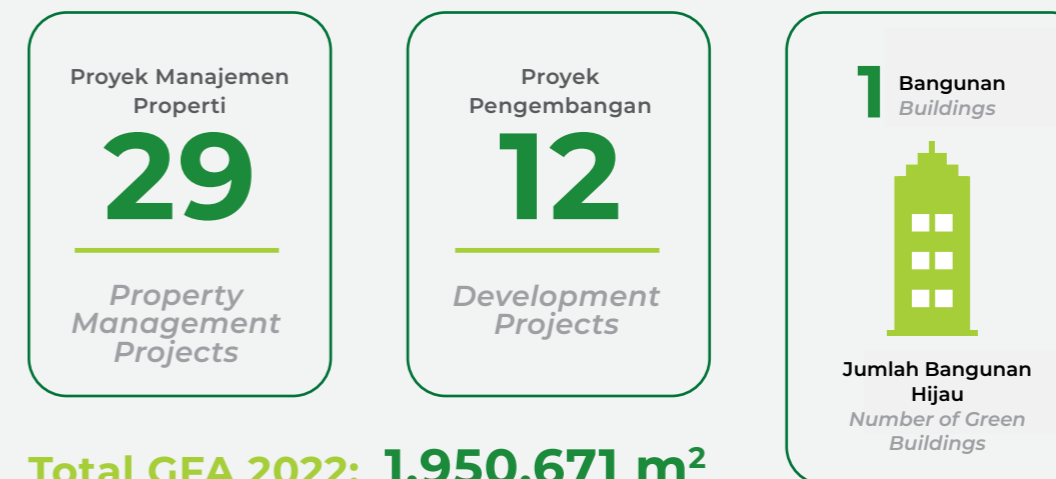 Proyek Manajemen
Properti
29
Property
Management
Projects
Proyek
Pengembangan
12
Development
Projects
1 Bangunan
Buildings
Jumlah Bangunan
Hijau
Number of Green
Buildings
Total GFA 2022: 1.950.671 m²